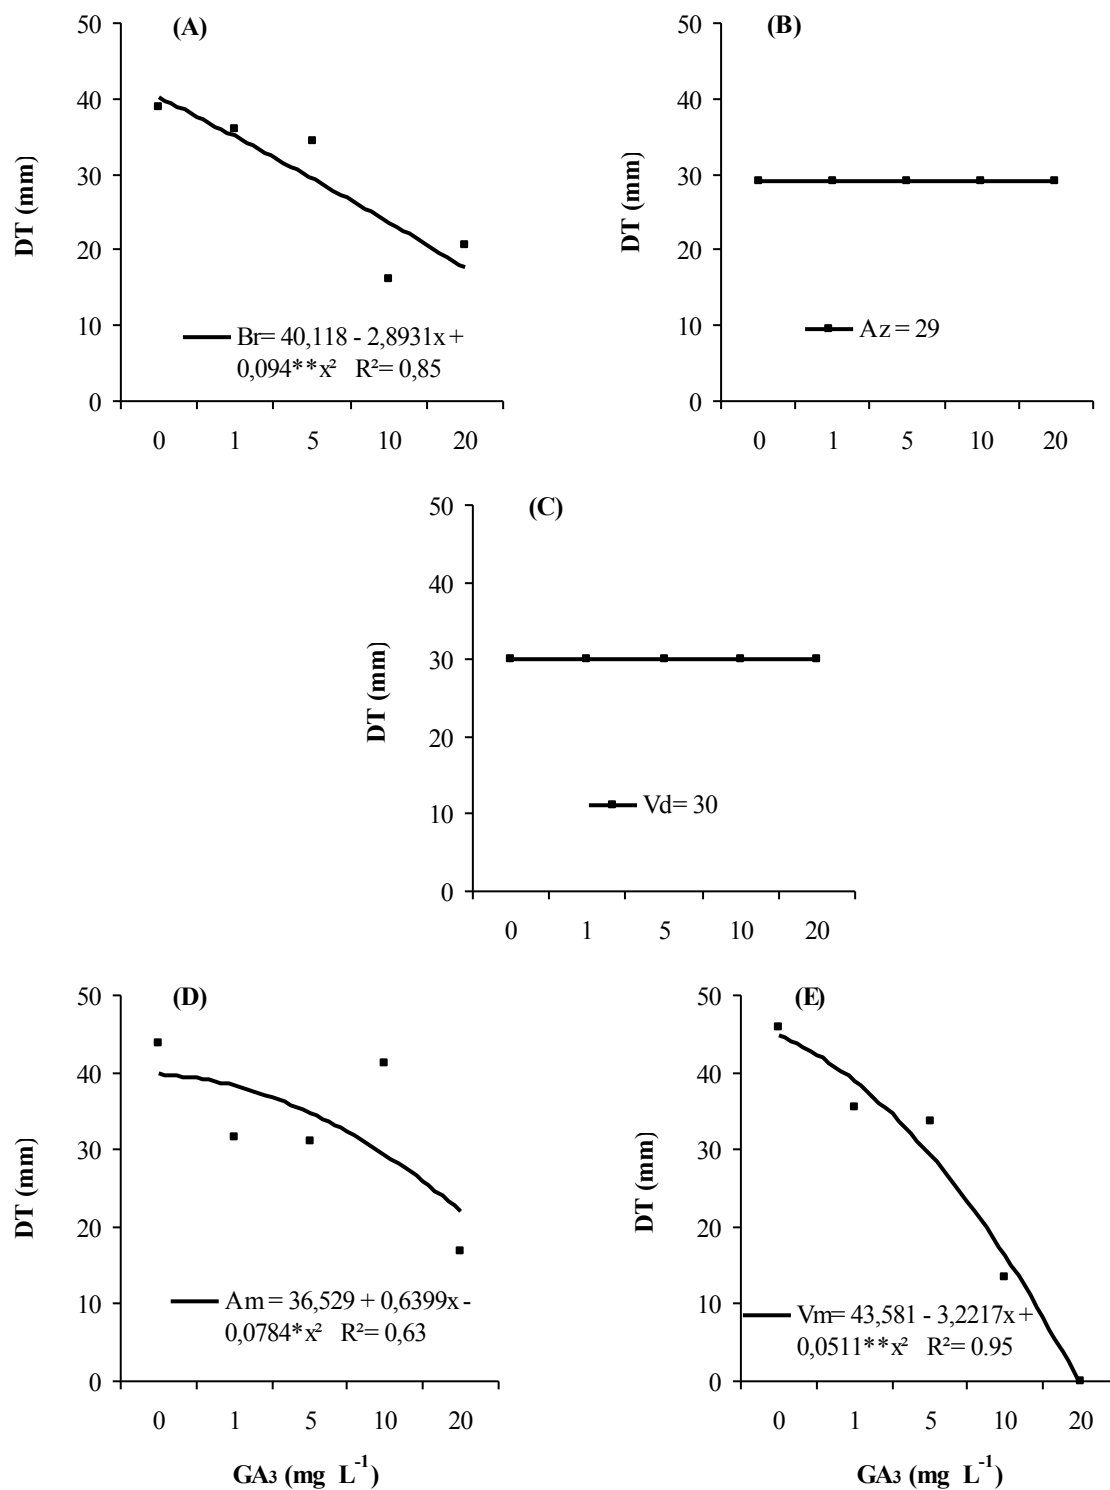 (A)
50
40
30
20
10
0
DT (mm)
Br= 40,118 - 2,8931x +
0,094**x² R²= 0,85
0 1 5 10 20
(B)
50
40
30
20
10
0
DT (mm)
Az = 29
0 1 5 10 20
(C)
50
40
30
20
10
0
DT (mm)
Vd= 30
0 1 5 10 20
(D)
50
40
30
20
10
0
DT (mm)
Am = 36,529 + 0,6399x -
0,0784*x² R²= 0,63
0 1 5 10 20
GA₃ (mg L⁻¹)
(E)
50
40
30
20
10
0
DT (mm)
Vm= 43,581 - 3,2217x +
0,0511**x² R²= 0.95
0 1 5 10 20
GA₃ (mg L⁻¹)